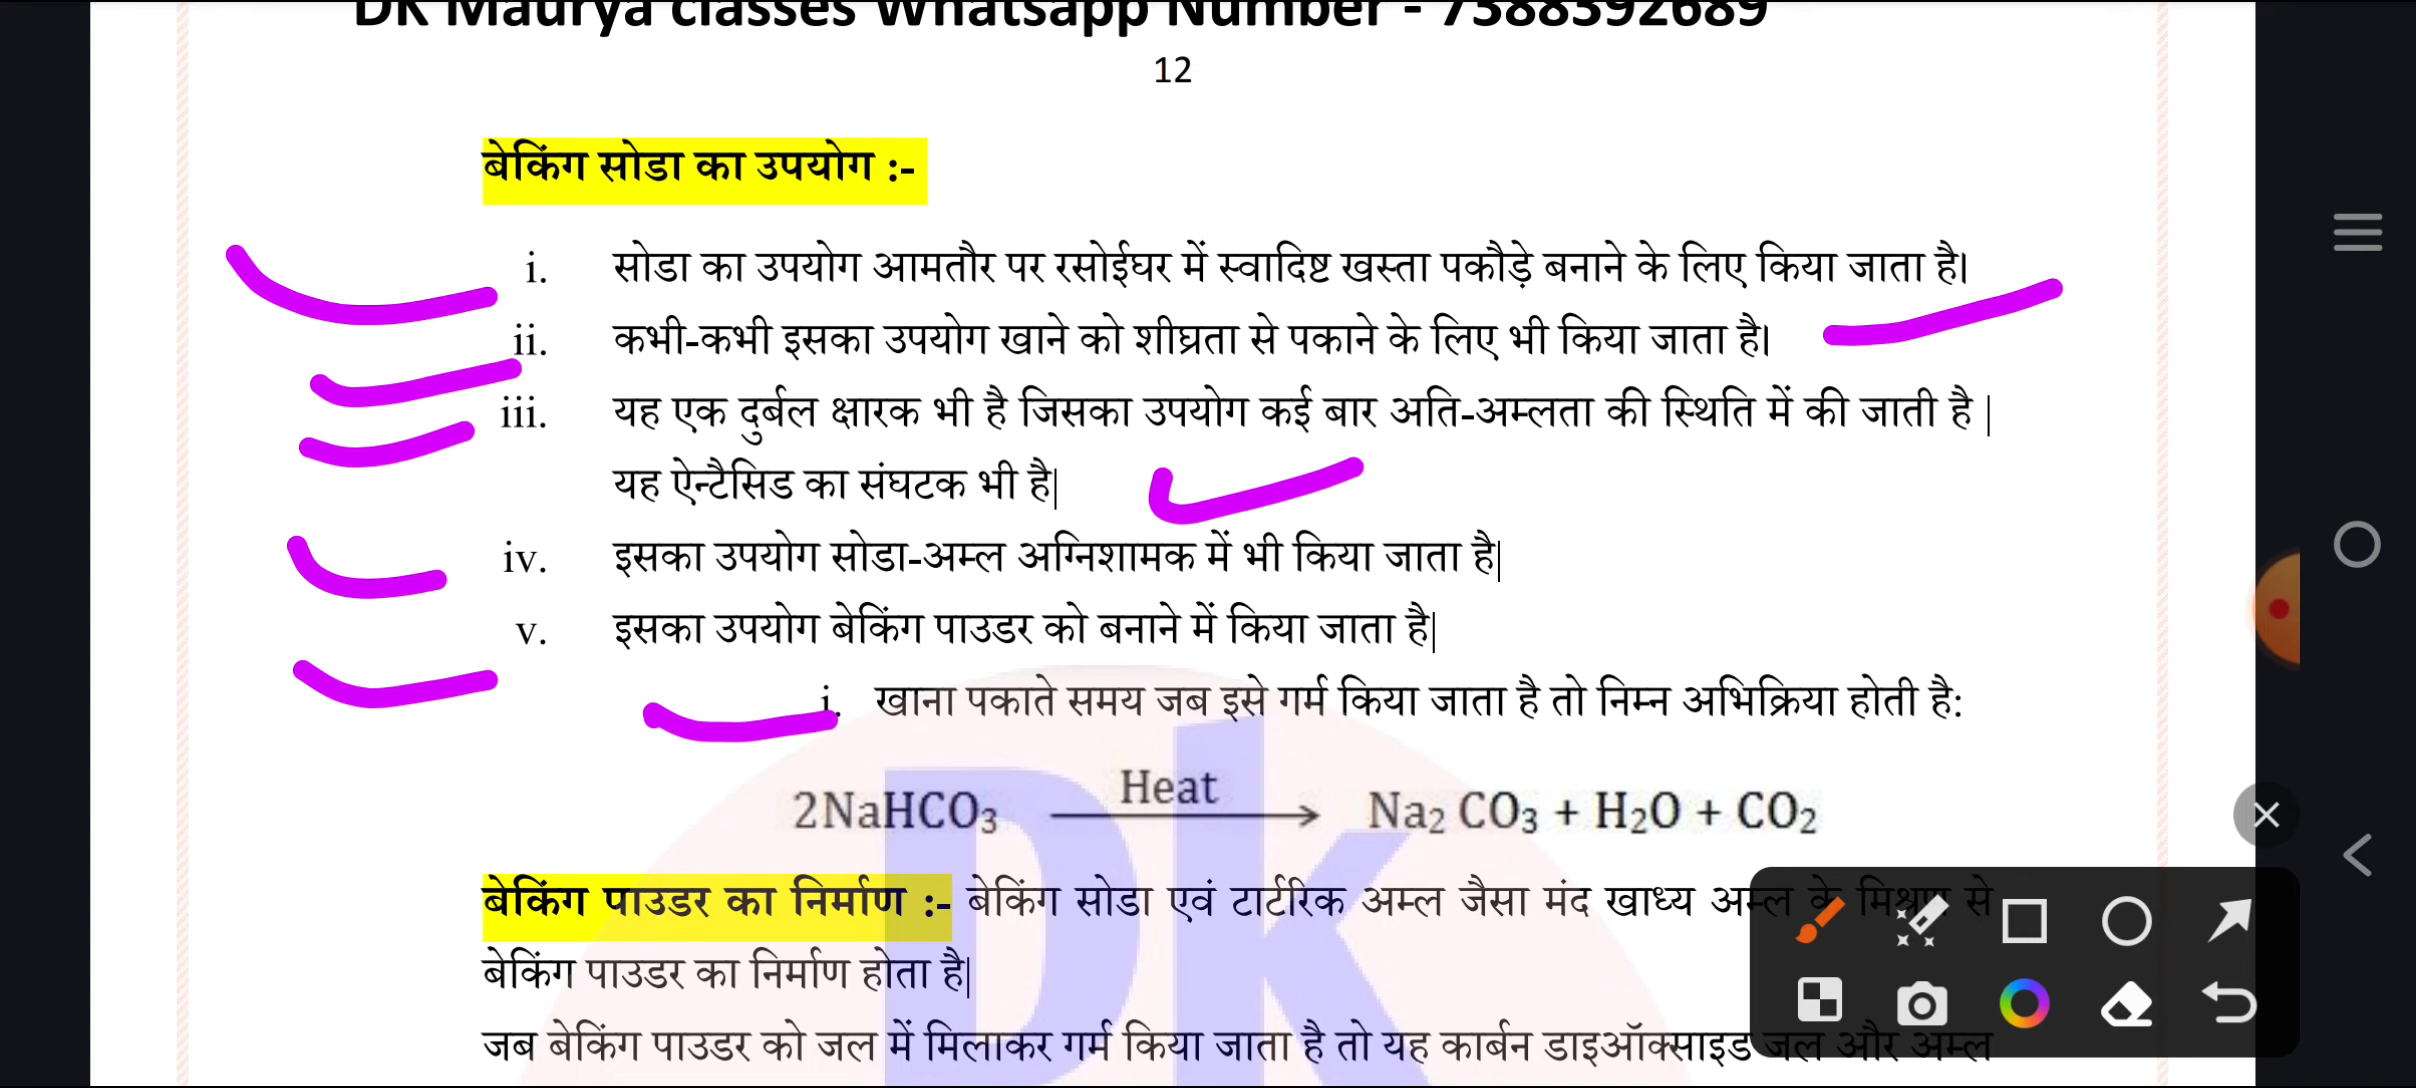 DK Maurya classes Whatsapp Number - 7388392689
12
बेकिंग सोडा का उपयोग :-
i. सोडा का उपयोग आमतौर पर रसोईघर में स्वादिष्ट खस्ता पकौड़े बनाने के लिए किया जाता है।
ii. कभी-कभी इसका उपयोग खाने को शीघ्रता से पकाने के लिए भी किया जाता है।
iii. यह एक दुर्बल क्षारक भी है जिसका उपयोग कई बार अति-अम्लता की स्थिति में की जाती है |
यह ऐन्टैसिड का संघटक भी है|
iv. इसका उपयोग सोडा-अम्ल अग्निशामक में भी किया जाता है|
v. इसका उपयोग बेकिंग पाउडर को बनाने में किया जाता है|
i. खाना पकाते समय जब इसे गर्म किया जाता है तो निम्न अभिक्रिया होती है:
Heat
2NaHCO₃ ⟶ Na₂ CO₃ + H₂O + CO₂
बेकिंग पाउडर का निर्माण :- बेकिंग सोडा एवं टार्टरिक अम्ल जैसा मंद खाध्य अम्ल के मिश्रण से
बेकिंग पाउडर का निर्माण होता है|
जब बेकिंग पाउडर को जल में मिलाकर गर्म किया जाता है तो यह कार्बन डाइऑक्साइड जल और अम्ल
Dk